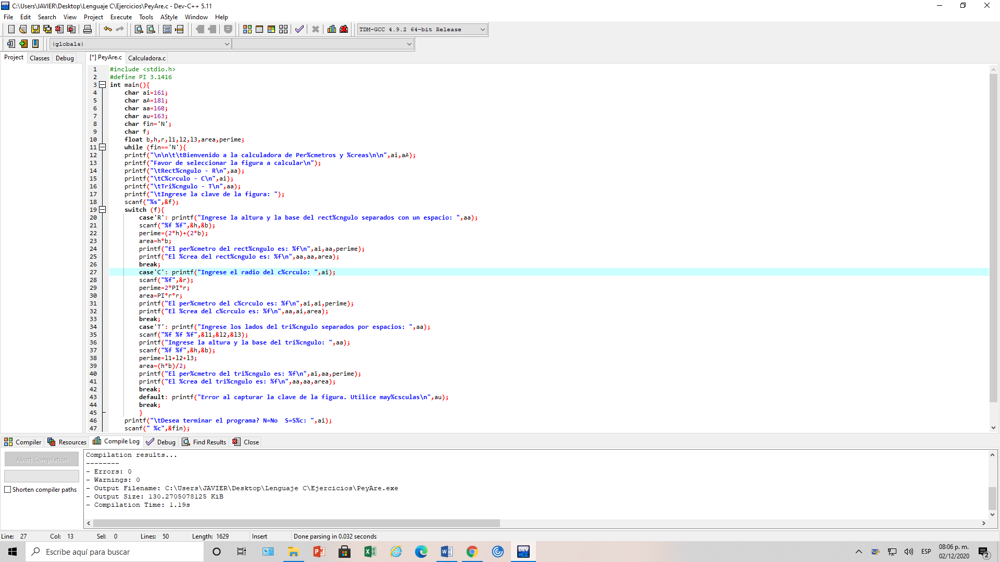 C:\Users\JAVIER\Desktop\Lenguaje C\Ejercicios\PeyAre.c - Dev-C++ 5.11
File Edit Search View Project Execute Tools AStyle Window Help
TDM-GCC 4.9.2 64-bit Release
(globals)
Project Classes Debug
[*] PeyAre.c Calculadora.c
1 #include <stdio.h>
2 #define PI 3.1416
3 int main(){
4 char ai=161;
5 char aA=181;
6 char aa=160;
7 char au=163;
8 char fin='N';
9 char f;
10 float b,h,r,l1,l2,l3,area,perime;
11 while (fin=='N'){
12 printf("\n\n\t\tBienvenido a la calculadora de Per%cmetros y %creas\n\n",ai,aA);
13 printf("Favor de seleccionar la figura a calcular\n");
14 printf("\tRect%cngulo - R\n",aa);
15 printf("\tC%crculo - C\n",ai);
16 printf("\tTri%cngulo - T\n",aa);
17 printf("\tIngrese la clave de la figura: ");
18 scanf("%s",&f);
19 switch (f){
20 case'R': printf("Ingrese la altura y la base del rect%cngulo separados con un espacio: ",aa);
21 scanf("%f %f",&h,&b);
22 perime=(2*h)+(2*b);
23 area=h*b;
24 printf("El per%cmetro del rect%cngulo es: %f\n",ai,aa,perime);
25 printf("El %crea del rect%cngulo es: %f\n",aa,aa,area);
26 break;
27 case'C': printf("Ingrese el radio del c%crculo: ",ai);
28 scanf("%f",&r);
29 perime=2*PI*r;
30 area=PI*r*r;
31 printf("El per%cmetro del c%crculo es: %f\n",ai,ai,perime);
32 printf("El %crea del c%crculo es: %f\n",aa,ai,area);
33 break;
34 case'T': printf("Ingrese los lados del tri%cngulo separados por espacios: ",aa);
35 scanf("%f %f %f",&l1,&l2,&l3);
36 printf("Ingrese la altura y la base del tri%cngulo: ",aa);
37 scanf("%f %f",&h,&b);
38 perime=l1+l2+l3;
39 area=(h*b)/2;
40 printf("El per%cmetro del tri%cngulo es: %f\n",ai,aa,perime);
41 printf("El %crea del tri%cngulo es: %f\n",aa,aa,area);
42 break;
43 default: printf("Error al capturar la clave de la figura. Utilice may%csculas\n",au);
44 break;
45 }
46 printf("\tDesea terminar el programa? N=No  S=S%c: ",ai);
47 scanf(" %c",&fin);
Compiler Resources Compile Log Debug Find Results Close
Abort Compilation
Shorten compiler paths
Compilation results...
--------
- Errors: 0
- Warnings: 0
- Output Filename: C:\Users\JAVIER\Desktop\Lenguaje C\Ejercicios\PeyAre.exe
- Output Size: 130.2705078125 KiB
- Compilation Time: 1.19s
Line: 27 Col: 13 Sel: 0 Lines: 50 Length: 1629 Insert Done parsing in 0.032 seconds
Escribe aquí para buscar
ESP
08:06 p. m.
02/12/2020
2